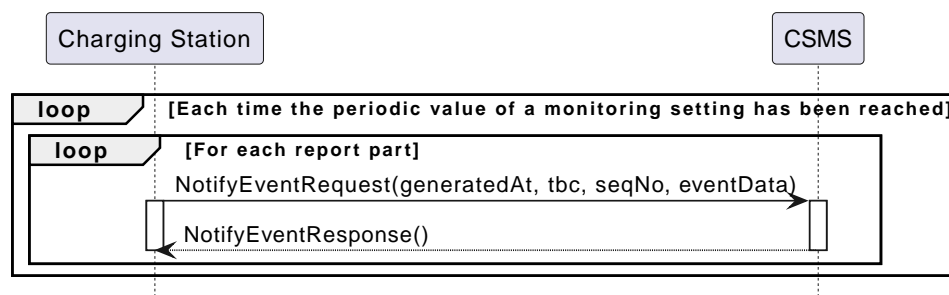 Charging Station
CSMS
loop
[Each time the periodic value of a monitoring setting has been reached]
loop
[For each report part]
NotifyEventRequest(generatedAt, tbc, seqNo, eventData)
NotifyEventResponse()